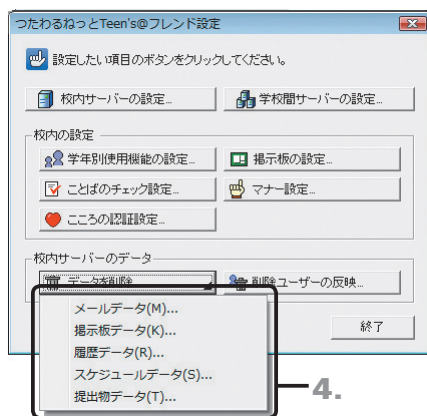 つたわるねっとTeen's@フレンド設定
設定したい項目のボタンをクリックしてください。
校内サーバーの設定...
学校間サーバーの設定...
校内の設定
学年別使用機能の設定...
掲示板の設定...
ことばのチェック設定...
マナー設定...
こころの認証設定...
校内サーバーのデータ
データを削除
削除ユーザーの反映...
メールデータ(M)...
掲示板データ(K)...
履歴データ(R)...
スケジュールデータ(S)...
提出物データ(T)...
終了
4.